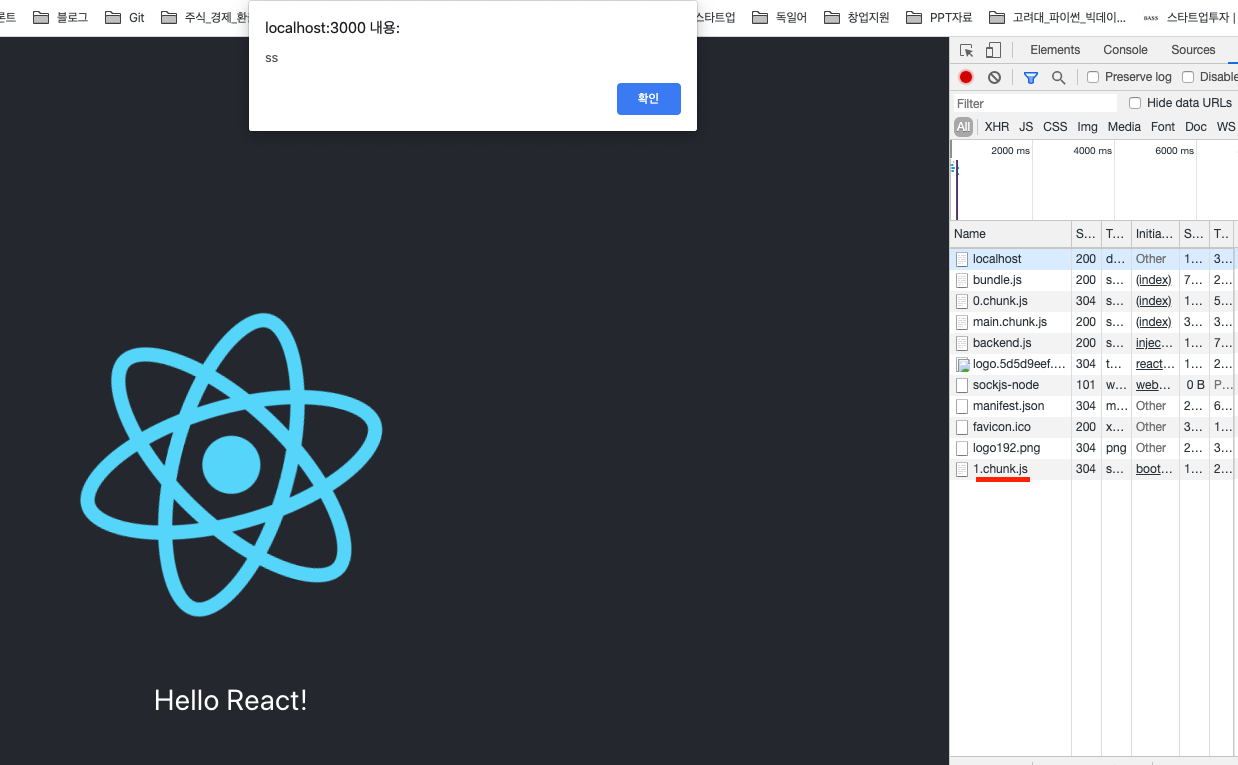 블로그 Git 주식_경제_환 스타트업 독일어 창업지원 PPT자료 고려대_파이썬_빅데이... BASS 스타트업투자 |
localhost:3000 내용:
ss
확인
Elements Console Sources
Preserve log Disable
Filter Hide data URLs
All XHR JS CSS Img Media Font Doc WS
2000 ms 4000 ms 6000 ms
Name S... T... Initia... S... T..
localhost 200 d... Other 1... 3...
bundle.js 200 s... (index) 7... 2...
0.chunk.js 304 s... (index) 1... 5...
main.chunk.js 200 s... (index) 3... 3...
backend.js 200 s... injec... 1... 7...
logo.5d5d9eef.... 304 t... react... 1... 2...
sockjs-node 101 w... web... 0 B P...
manifest.json 304 m... Other 2... 6...
favicon.ico 200 x... Other 3... 1...
logo192.png 304 png Other 2... 3...
1.chunk.js 304 s... boot... 1... 2...
Hello React!